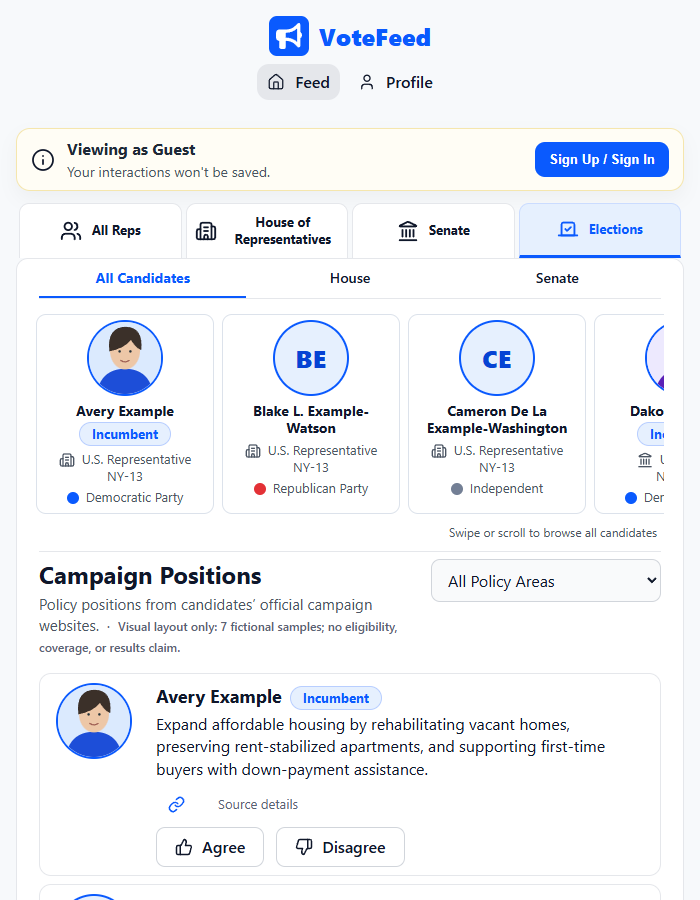 VoteFeed
Feed
Profile
Viewing as Guest
Your interactions won't be saved.
Sign Up / Sign In
All Reps
House of
Representatives
Senate
Elections
All Candidates
House
Senate
Avery Example
Incumbent
U.S. Representative
NY-13
Democratic Party
BE
Blake L. Example-
Watson
U.S. Representative
NY-13
Republican Party
CE
Cameron De La
Example-Washington
U.S. Representative
NY-13
Independent
Swipe or scroll to browse all candidates
Campaign Positions
Policy positions from candidates’ official campaign
websites. · Visual layout only: 7 fictional samples; no eligibility,
coverage, or results claim.
All Policy Areas
Avery Example
Incumbent
Expand affordable housing by rehabilitating vacant homes,
preserving rent-stabilized apartments, and supporting first-time
buyers with down-payment assistance.
Source details
Agree
Disagree